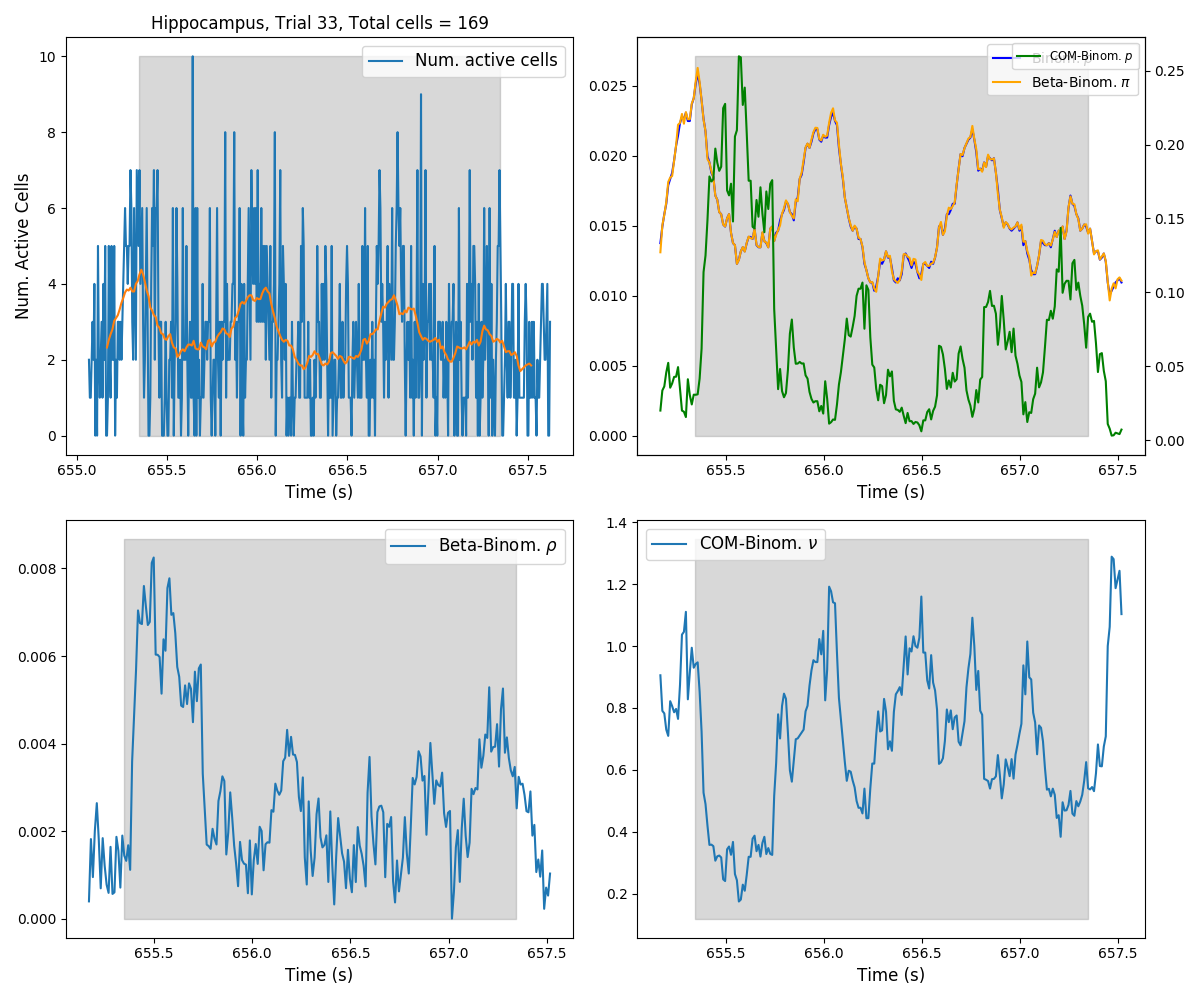 Hippocampus, Trial 33, Total cells = 169
Num. active cells
Num. Active Cells
10
8
6
4
2
0
655.0 655.5 656.0 656.5 657.0 657.5
Time (s)
COM-Binom. p
Beta-Binom. π
0.025
0.020
0.015
0.010
0.005
0.000
0.25
0.20
0.15
0.10
0.05
0.00
655.5 656.0 656.5 657.0 657.5
Time (s)
Beta-Binom. ρ
0.008
0.006
0.004
0.002
0.000
655.5 656.0 656.5 657.0 657.5
Time (s)
COM-Binom. ν
1.4
1.2
1.0
0.8
0.6
0.4
0.2
655.5 656.0 656.5 657.0 657.5
Time (s)